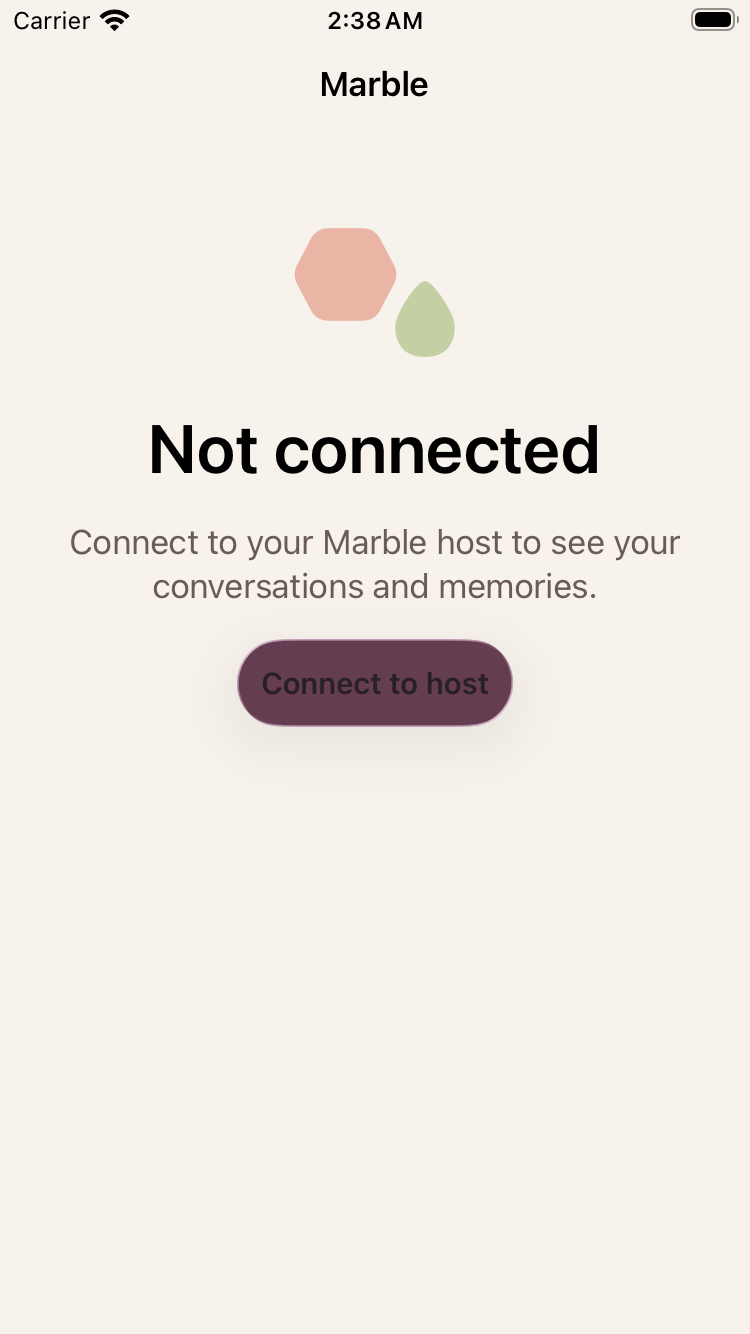 Carrier 2:38 AM
Marble
Not connected
Connect to your Marble host to see your
conversations and memories.
Connect to host